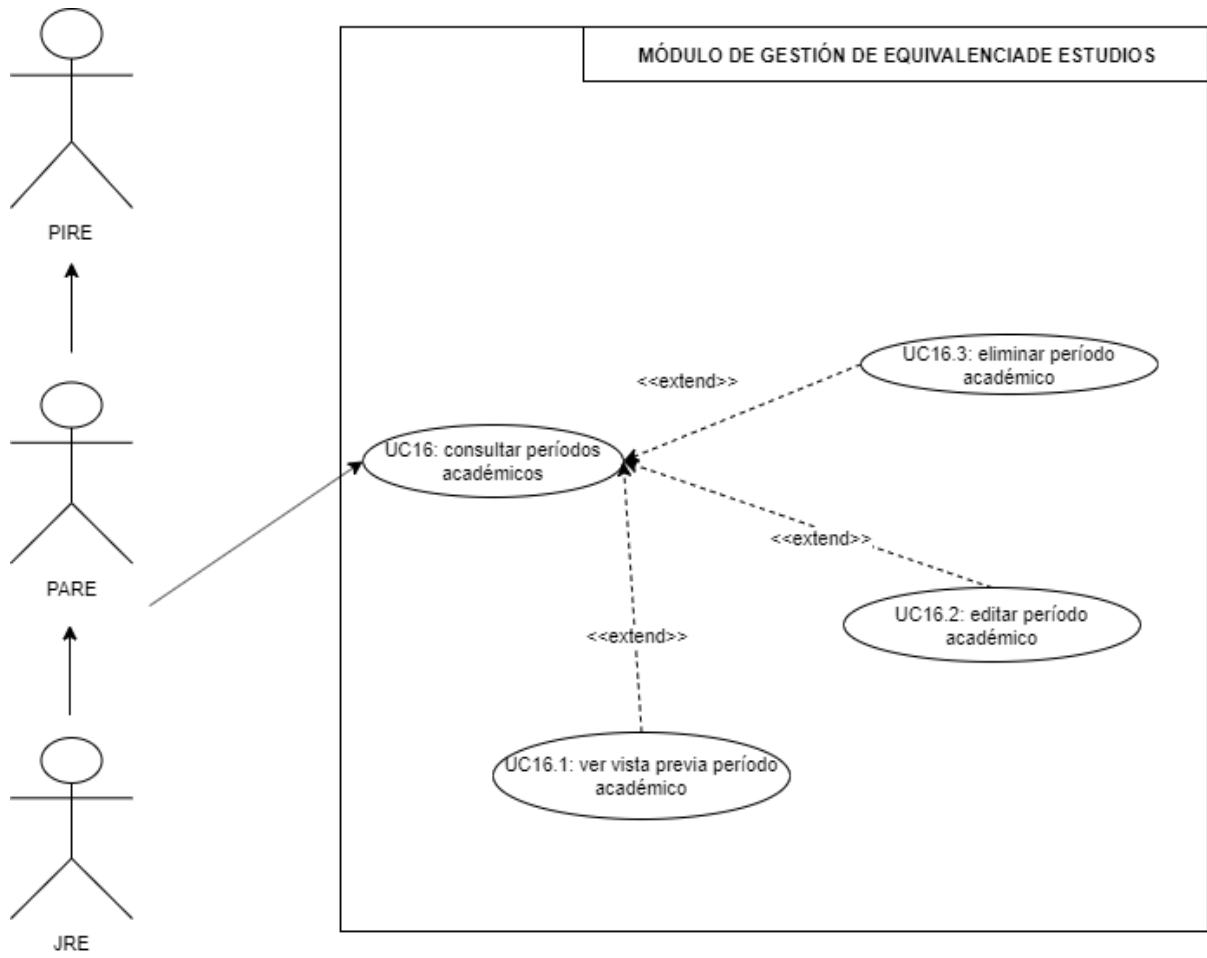 MÓDULO DE GESTIÓN DE EQUIVALENCIADE ESTUDIOS
PIRE
UC16.3: eliminar período
académico
<<extend>>
UC16: consultar períodos
académicos
<<extend>>
PARE
UC16.2: editar período
académico
<<extend>>
UC16.1: ver vista previa período
académico
JRE